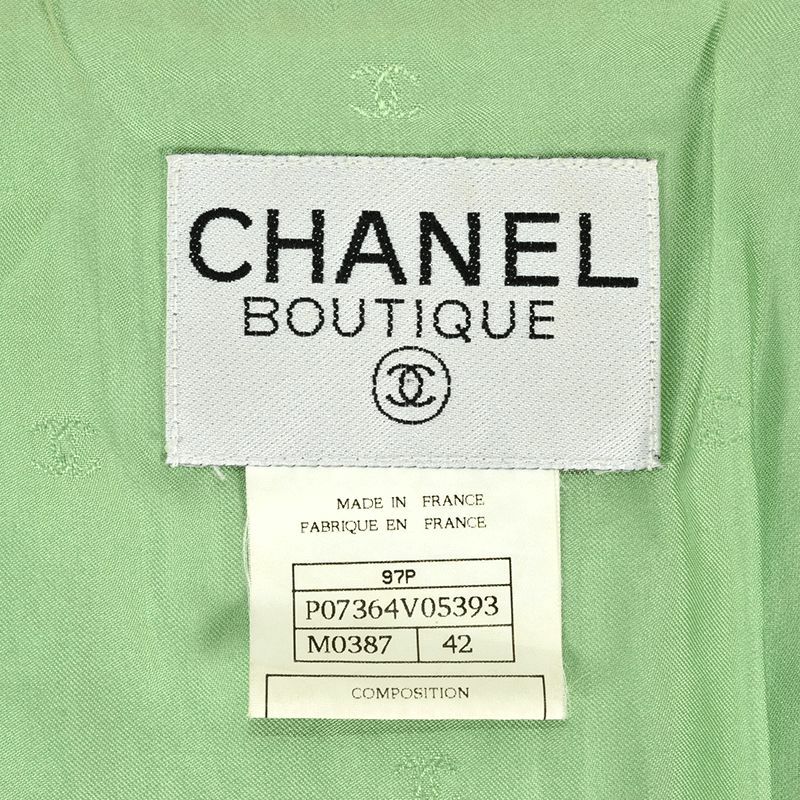 CHANEL
BOUTIQUE
MADE IN FRANCE
FABRIQUE EN FRANCE
97P
P07364V05393
M0387 42
COMPOSITION